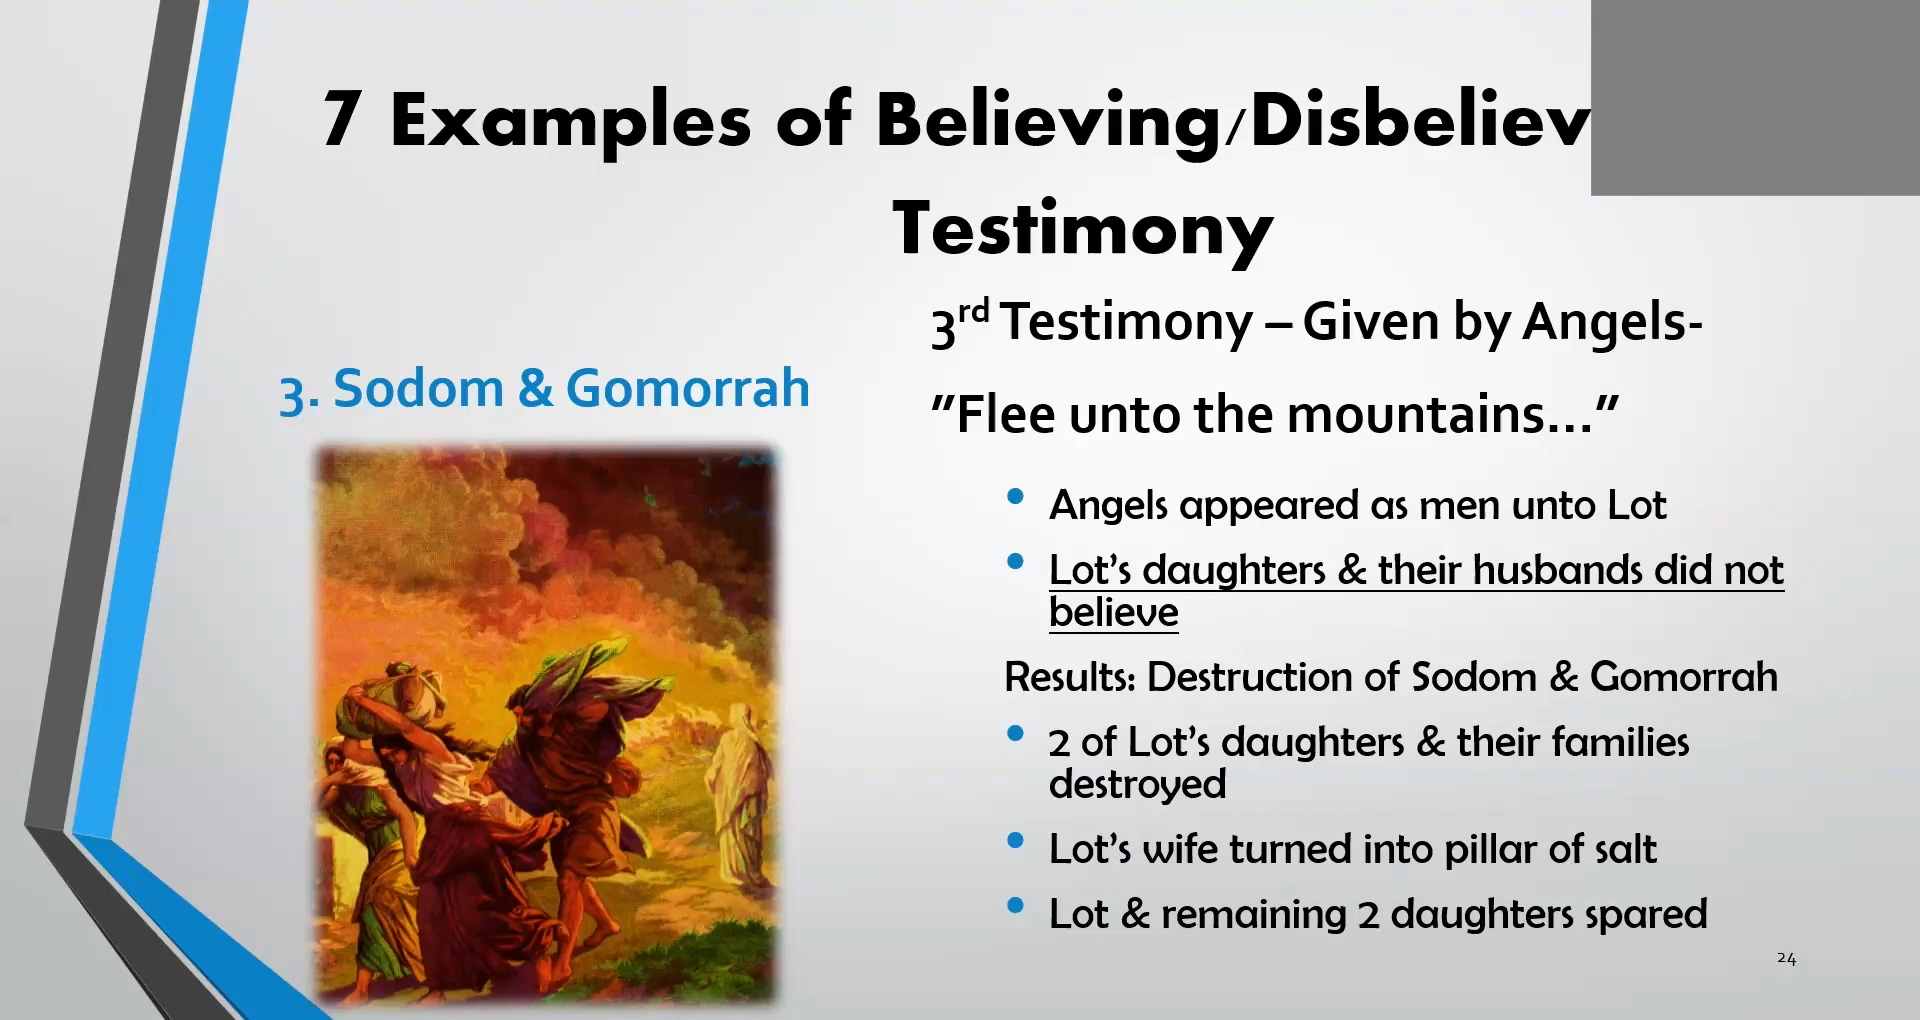 7 Examples of Believing/Disbeliev
Testimony
3rd Testimony – Given by Angels-
3. Sodom & Gomorrah
"Flee unto the mountains…"
• Angels appeared as men unto Lot
• Lot's daughters & their husbands did not
believe
Results: Destruction of Sodom & Gomorrah
• 2 of Lot's daughters & their families
destroyed
• Lot's wife turned into pillar of salt
• Lot & remaining 2 daughters spared
24